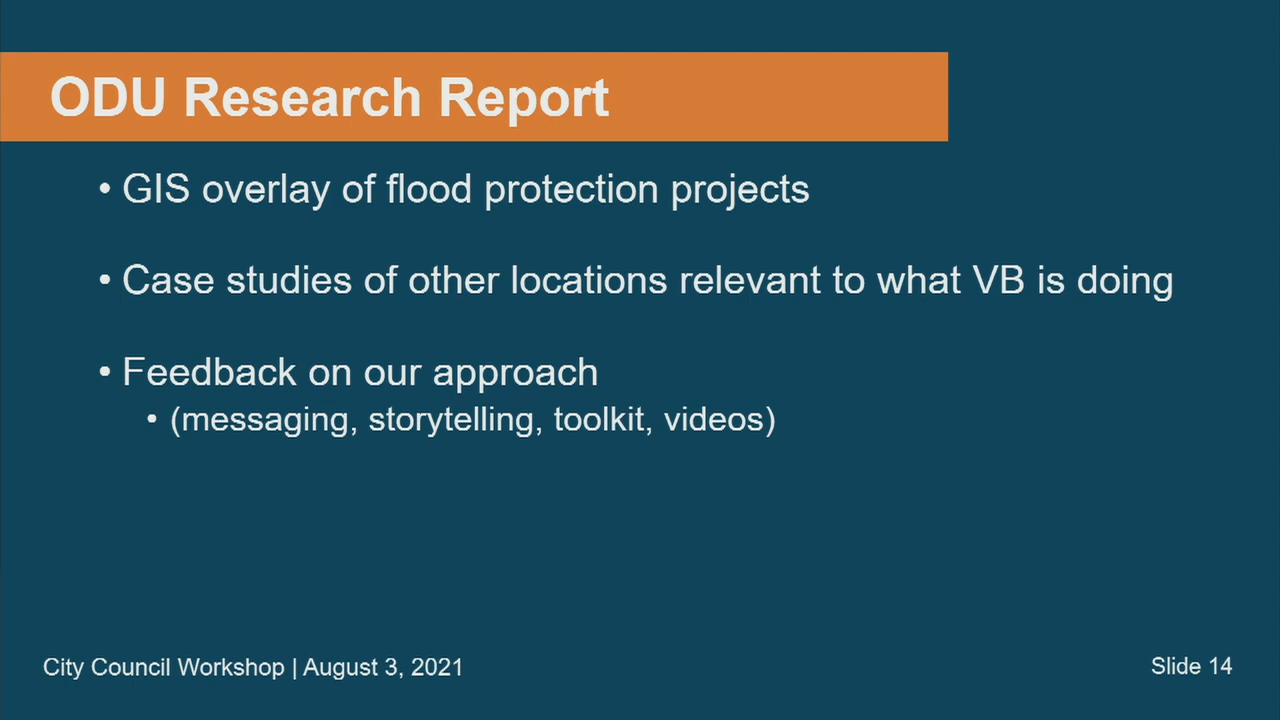 ODU Research Report
• GIS overlay of flood protection projects
• Case studies of other locations relevant to what VB is doing
• Feedback on our approach
• (messaging, storytelling, toolkit, videos)
City Council Workshop | August 3, 2021
Slide 14